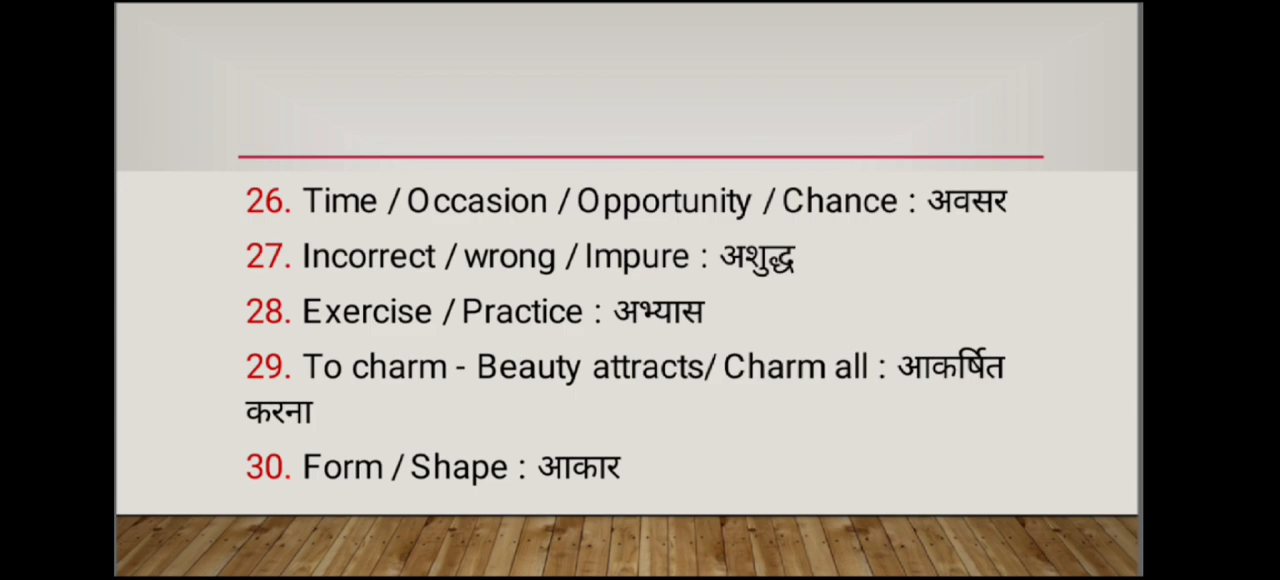 26. Time / Occasion / Opportunity / Chance : अवसर
27. Incorrect / wrong / Impure : अशुद्ध
28. Exercise / Practice : अभ्यास
29. To charm - Beauty attracts/ Charm all : आकर्षित
करना
30. Form / Shape : आकार